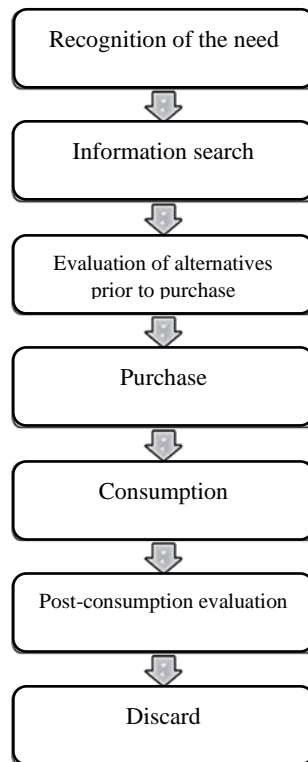 Recognition of the need
Information search
Evaluation of alternatives
prior to purchase
Purchase
Consumption
Post-consumption evaluation
Discard